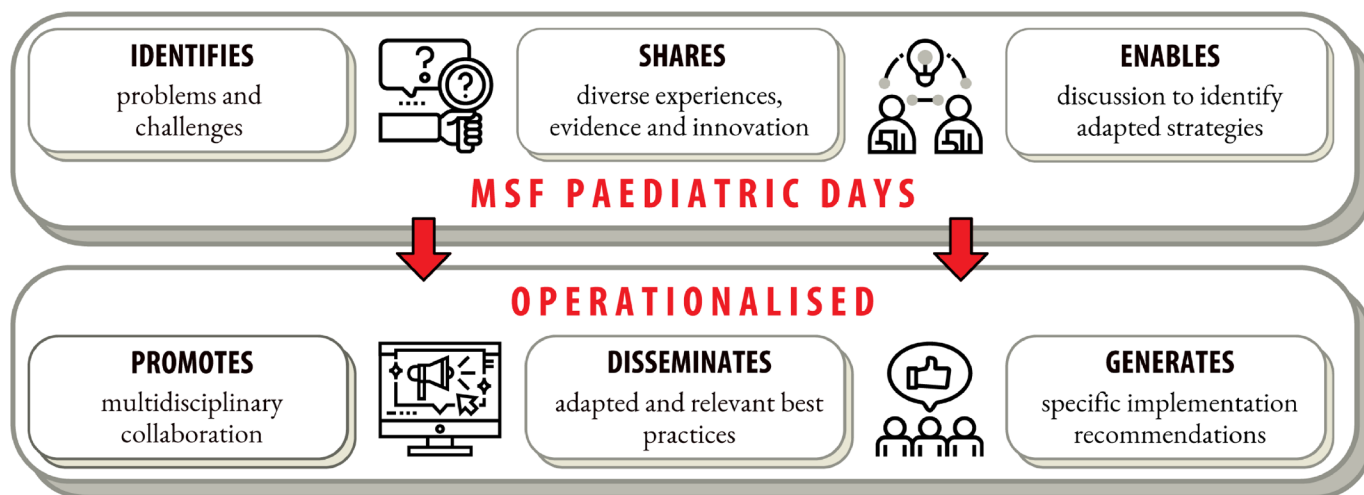 IDENTIFIES
problems and
challenges
?
?
SHARES
diverse experiences,
evidence and innovation
ENABLES
discussion to identify
adapted strategies
MSF PAEDIATRIC DAYS
OPERATIONALISED
PROMOTES
multidisciplinary
collaboration
DISSEMINATES
adapted and relevant best
practices
GENERATES
specific implementation
recommendations